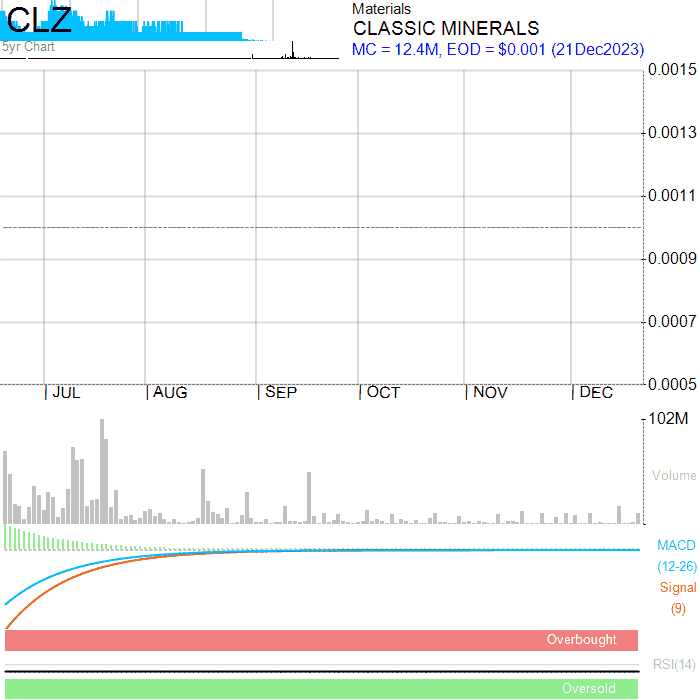 CLZ
5yr Chart
Materials
CLASSIC MINERALS
MC = 12.4M, EOD = $0.001 (21Dec2023)
0.0015
0.0013
0.0011
0.0009
0.0007
0.0005
JUL AUG SEP OCT NOV DEC
102M
Volume
MACD
(12-26)
Signal
(9)
Overbought
RSI(14)
Oversold